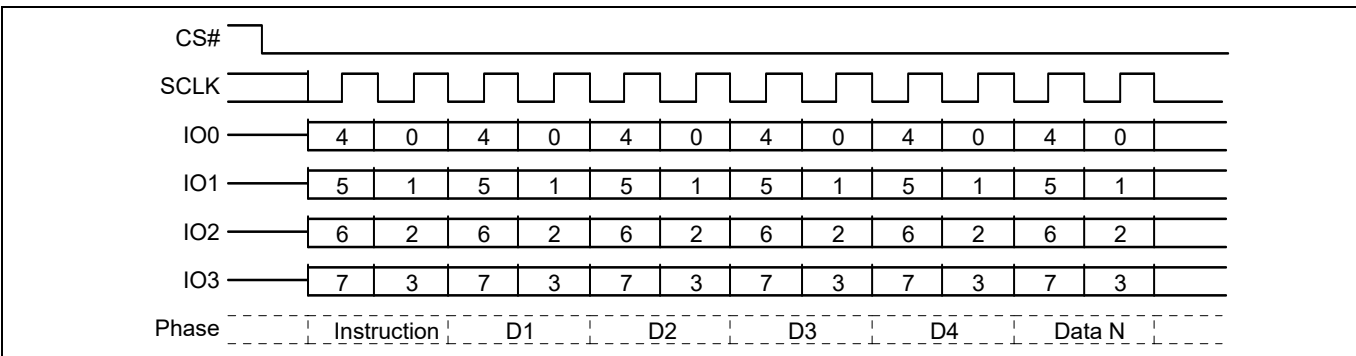 CS#
SCLK
IO0 4 0 4 0 4 0 4 0 4 0 4 0
IO1 5 1 5 1 5 1 5 1 5 1 5 1
IO2 6 2 6 2 6 2 6 2 6 2 6 2
IO3 7 3 7 3 7 3 7 3 7 3 7 3
Phase Instruction D1 D2 D3 D4 Data N